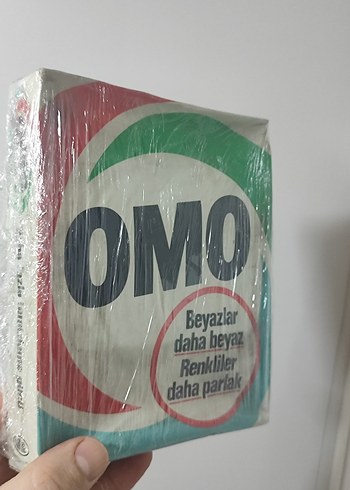 OMO
Beyazlar
daha beyaz
Renkliler
daha parlak